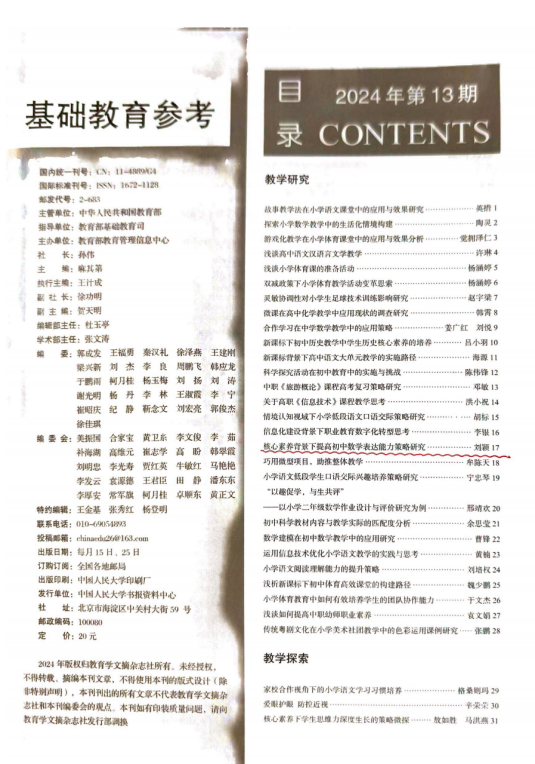 基础教育参考
国内统一刊号：CN：11-4889/G4
国际标准刊号：ISSN：1672-1128
邮发代号：2-683
主管单位：中华人民共和国教育部
指导单位：教育部基础教育司
主办单位：教育部教育管理信息中心
社 长：孙伟
主 编：麻其第
执行主编：王计成
副 社 长：徐功明
副 主 编：贺天明
编辑部主任：杜玉亭
学术部主任：张文涛
编 委：郭成发 王福勇 秦汉礼 徐泽燕 王建刚
梁兴新 刘杰 李良 周鹏飞 韩应龙
于鹏雨 柯月桂 杨玉梅 刘扬 刘涛
谢光明 杨丹 李林 王淑霞 李宁
崔昭庆 纪静 靳念文 刘宏亮 郭俊杰
徐佳琪
编 委 会：美振国 合家宝 黄卫东 李文俊 李茹
补海湖 高维元 崔志学 高盼 韩翠霞
刘明忠 李光寿 贾红英 牛敏红 马艳艳
李发云 袁源德 王君臣 田静 潘东东
李厚安 常军旗 柯月桂 卓顺东 黄正文
特约编辑：王金基 张秀红 杨登明
联系电话：010-69054893
投稿邮箱：chinaedu26@163.com
出版日期：每月15日、25日
订购订阅：全国各地邮局
出版印刷：中国人民大学印刷厂
发行单位：中国人民大学书报资料中心
社 址：北京市海淀区中关村大街59号
邮政编码：100080
定 价：20元
2024年版权归教育学文摘杂志社所有。未经授权，
不得转载、摘编本刊文章，不得使用本刊的版式设计（除
非特别声明），本刊刊出的所有文章不代表教育学文摘杂
志社和本刊编委会的观点。本刊如有印装质量问题，请向
教育学文摘杂志社发行部调换
目录
2024年第13期
CONTENTS
教学研究
故事教学法在小学语文课堂中的应用与效果研究 英措 1
探索小学数学教学中的生活化情境构建 陶灵 2
游戏化教学在小学体育课堂中的应用与效果分析 觉拥泽仁 3
浅谈高中语文汉语言文学教学 许琳 4
浅谈小学体育课的准备活动 杨涵婷 5
双减政策下小学体育教学活动变革思索 杨涵婷 6
灵敏协调性对小学生足球技术训练影响研究 赵宇梁 7
微课在高中化学教学中应用现状的调查研究 韩霄 8
合作学习在中学数学教学中的应用策略 姜广红 刘悦 9
新课标下初中历史教学中学生历史核心素养的培养 吕小羽 10
新课标背景下高中语文大单元教学的实施路径 海源 11
科学探究活动在初中教育中的实施与挑战 陈伟锋 12
中职《旅游概论》课程高考复习策略研究 邓敏 13
关于高职《信息技术》课程教学思考 洪小祝 14
情境认知视域下小学低段语文口语交际策略研究 胡标 15
信息化建设背景下职业教育数字化转型思考 李银 16
核心素养背景下提高初中数学表达能力策略研究 刘颖 17
巧用微型项目，助推整体教学 牟陈天 18
小学语文低段学生口语交际兴趣培养策略研究 宁忠琴 19
“以趣促学，与生共评”
——以小学二年级数学作业设计与评价研究为例 邢靖欢 20
初中科学教材内容与教学实际的匹配度分析 余思莹 21
数学建模在初中数学教学中的应用研究 曹锋 22
运用信息技术优化小学语文教学的实践与思考 黄楠 23
小学语文阅读理解能力的提升策略 刘培权 24
浅析新课标下初中体育高效课堂的构建路径 魏少鹏 25
小学体育教育中如何有效培养学生的团队协作能力 于文杰 26
浅谈如何提高中职幼师职业素养 袁文娟 27
传统粤剧文化在小学美术社团教学中的色彩运用课例研究 张鹏 28
教学探索
家校合作视角下的小学语文学习习惯培养 格桑则玛 29
爱眼护眼 防控近视 辛荣荣 30
核心素养下学生思维力深度生长的策略微探 敖如胜 马洪燕 31